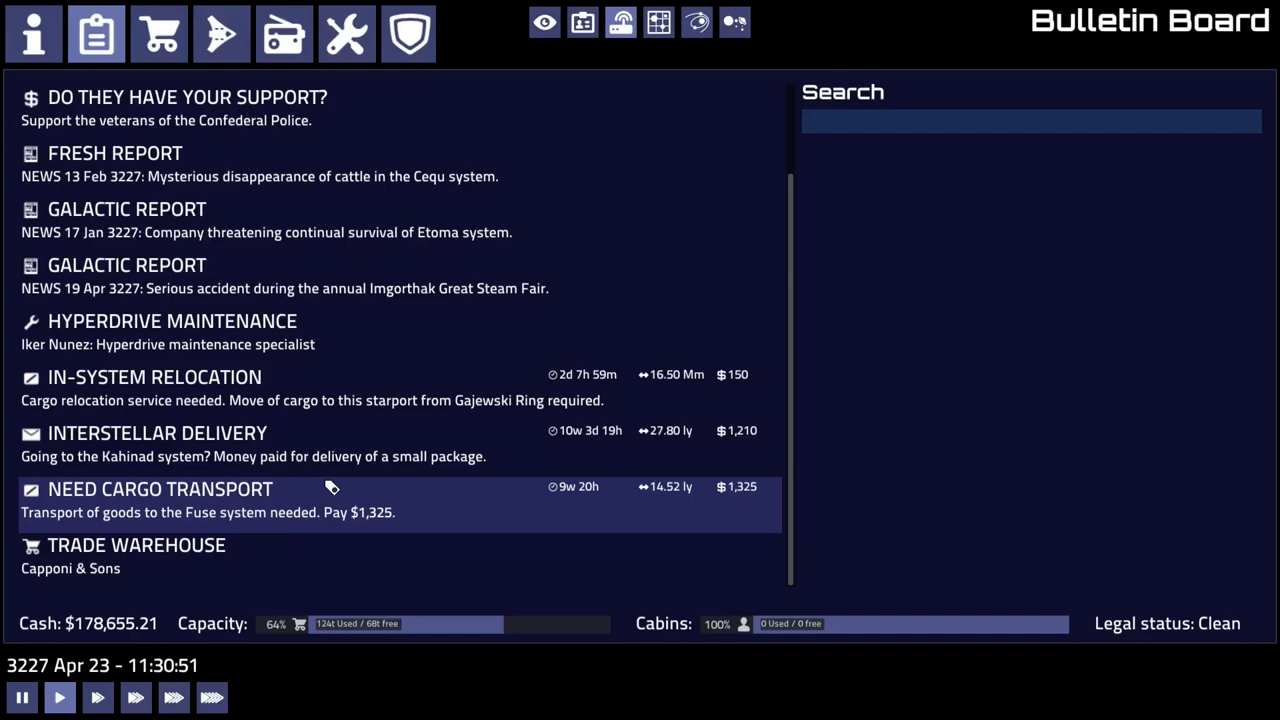 Bulletin Board
DO THEY HAVE YOUR SUPPORT?
Support the veterans of the Confederal Police.
FRESH REPORT
NEWS 13 Feb 3227: Mysterious disappearance of cattle in the Cequ system.
GALACTIC REPORT
NEWS 17 Jan 3227: Company threatening continual survival of Etoma system.
GALACTIC REPORT
NEWS 19 Apr 3227: Serious accident during the annual Imgorthak Great Steam Fair.
HYPERDRIVE MAINTENANCE
Iker Nunez: Hyperdrive maintenance specialist
IN-SYSTEM RELOCATION 2d 7h 59m 16.50 Mm $150
Cargo relocation service needed. Move of cargo to this starport from Gajewski Ring required.
INTERSTELLAR DELIVERY 10w 3d 19h 27.80 ly $1,210
Going to the Kahinad system? Money paid for delivery of a small package.
NEED CARGO TRANSPORT 9w 20h 14.52 ly $1,325
Transport of goods to the Fuse system needed. Pay $1,325.
TRADE WAREHOUSE
Capponi & Sons
Search
Cash: $178,655.21 Capacity: 64% 124t Used / 68t free Cabins: 100% 0 Used / 0 free Legal status: Clean
3227 Apr 23 - 11:30:51